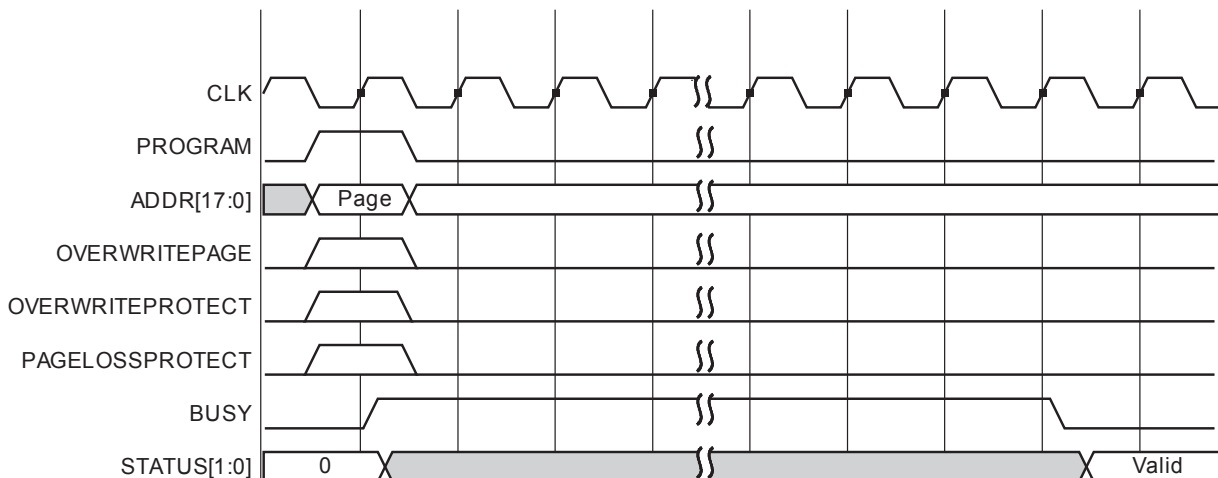 CLK
PROGRAM
ADDR[17:0] Page
OVERWRITEPAGE
OVERWRITEPROTECT
PAGELOSSPROTECT
BUSY
STATUS[1:0] 0 Valid